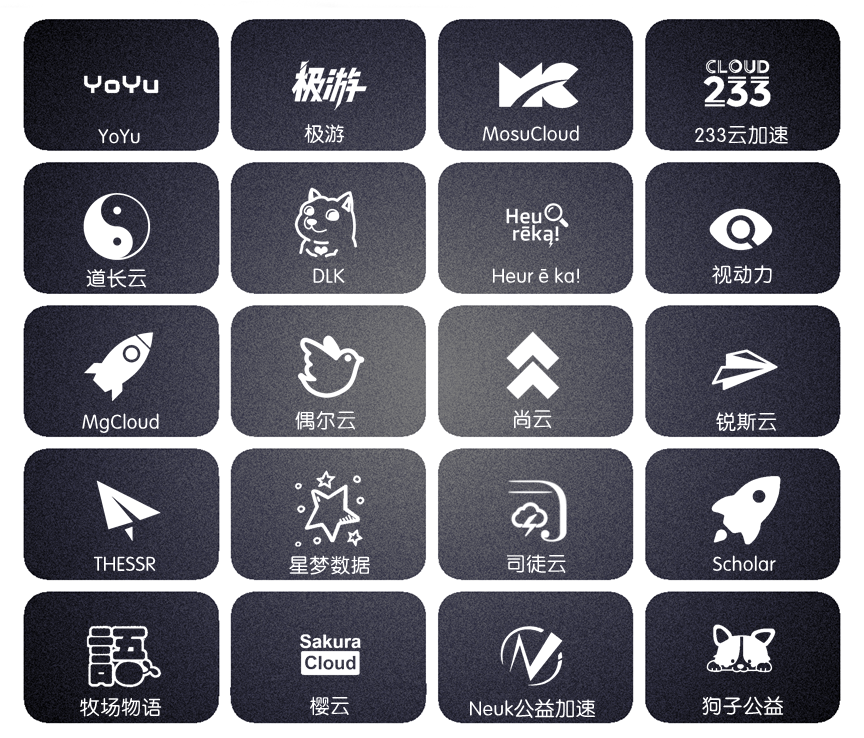 YoYu
YoYu
极游
极游
MosuCloud
CLOUD
233
233云加速
道长云
DLK
Heu
rēka!
Heur ē ka!
视动力
MgCloud
偶尔云
尚云
锐斯云
THESSR
星梦数据
司徒云
Scholar
語
牧场物语
Sakura
Cloud
樱云
Neuk公益加速
狗子公益